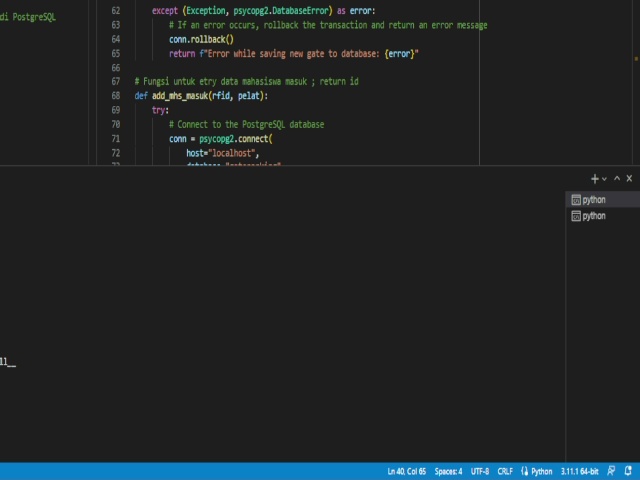 di PostgreSQL
62 except (Exception, psycopg2.DatabaseError) as error:
63 # If an error occurs, rollback the transaction and return an error message
64 conn.rollback()
65 return f"Error while saving new gate to database: {error}"
66
67 # Fungsi untuk etry data mahasiswa masuk ; return id
68 def add_mhs_masuk(rfid, pelat):
69 try:
70 # Connect to the PostgreSQL database
71 conn = psycopg2.connect(
72 host="localhost",
python
python
ll__
Ln 40, Col 65 Spaces: 4 UTF-8 CRLF Python 3.11.1 64-bit